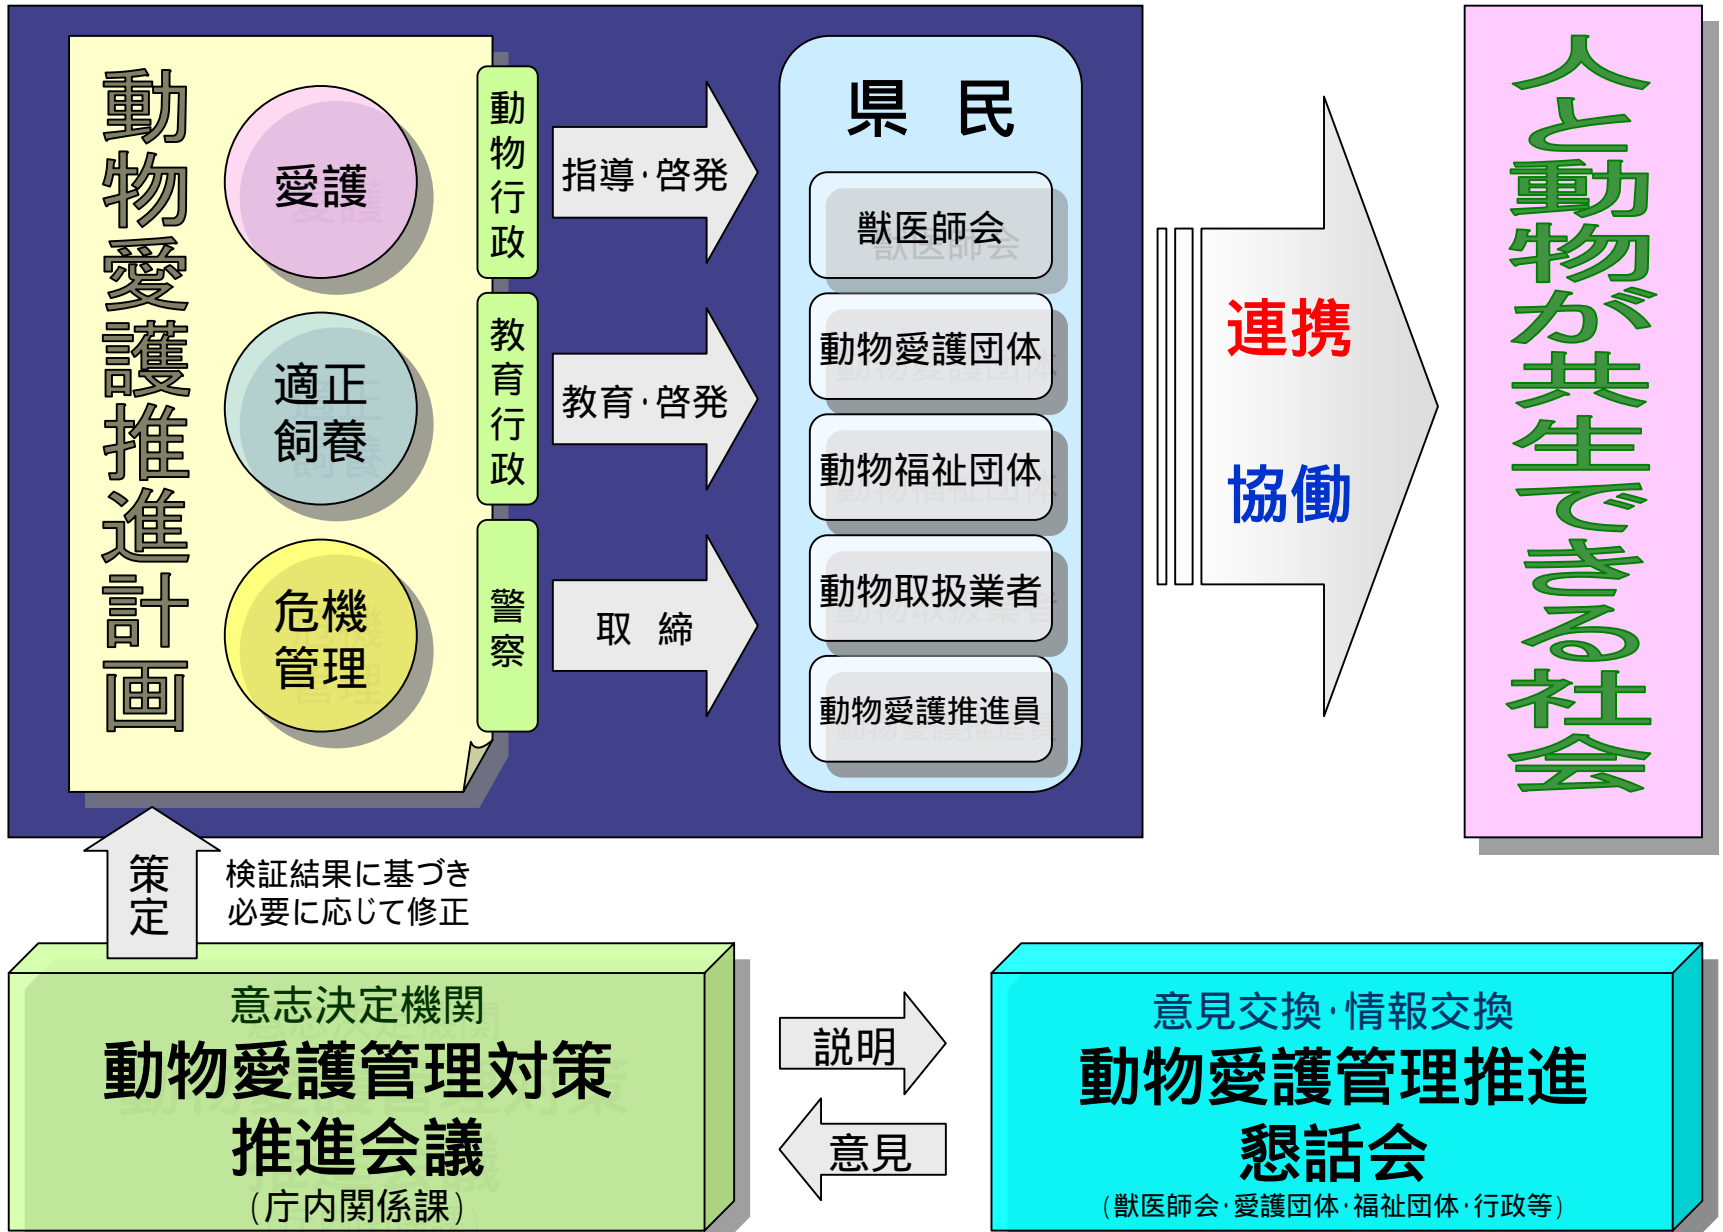 動物愛護推進計画
愛護
適正
飼養
危機
管理
動物行政
教育行政
警察
指導・啓発
教育・啓発
取 締
県 民
獣医師会
動物愛護団体
動物福祉団体
動物取扱業者
動物愛護推進員
連携
協働
人と動物が共生できる社会
策定
検証結果に基づき
必要に応じて修正
意志決定機関
動物愛護管理対策
推進会議
(庁内関係課)
説明
意見
意見交換・情報交換
動物愛護管理推進
懇話会
(獣医師会・愛護団体・福祉団体・行政等)